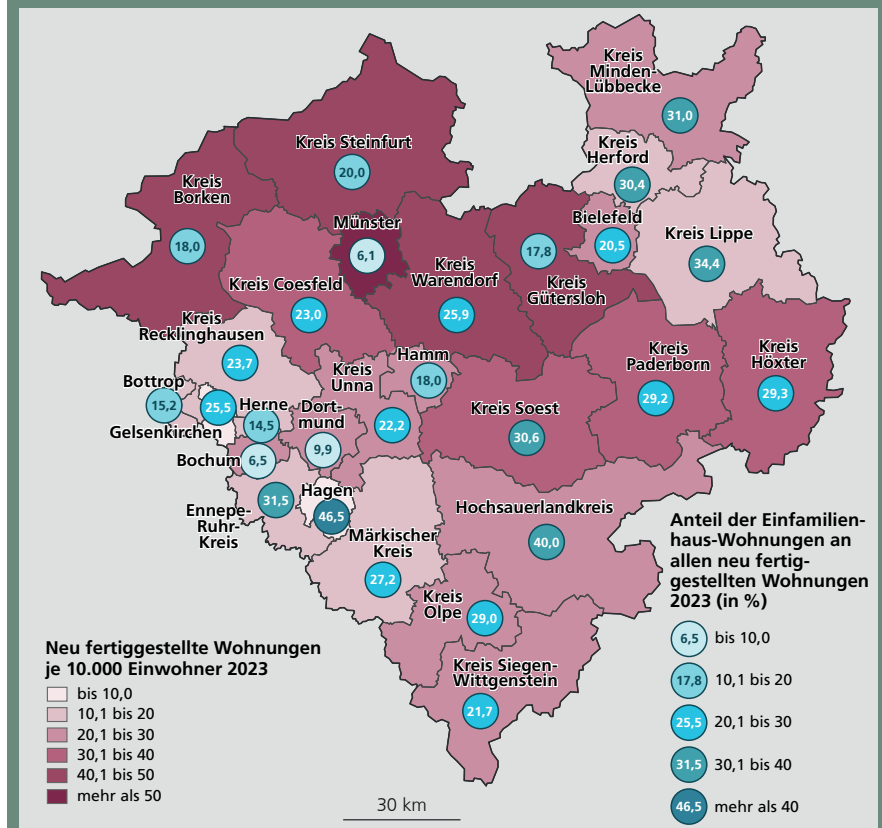 Kreis
Minden-
Lübbecke
31,0
Kreis
Herford
30,4
Kreis Steinfurt
20,0
Kreis
Borken
18,0
Münster
6,1
Kreis
Warendorf
25,9
17,8
Kreis
Gütersloh
Bielefeld
20,5
Kreis Lippe
34,4
Kreis Coesfeld
23,0
Kreis
Recklinghausen
23,7
Bottrop
15,2
25,5
Gelsenkirchen
Herne
14,5
Bochum
6,5
Dort-
mund
9,9
Kreis
Unna
22,2
Hamm
18,0
Kreis Soest
30,6
Kreis
Paderborn
29,2
Kreis
Höxter
29,3
Ennepe-
Ruhr-
Kreis
31,5
Hagen
46,5
Märkischer
Kreis
27,2
Hochsauerlandkreis
40,0
Kreis
Olpe
29,0
Kreis Siegen-
Wittgenstein
21,7
Neu fertiggestellte Wohnungen
je 10.000 Einwohner 2023
bis 10,0
10,1 bis 20
20,1 bis 30
30,1 bis 40
40,1 bis 50
mehr als 50
30 km
Anteil der Einfamilien-
haus-Wohnungen an
allen neu fertig-
gestellten Wohnungen
2023 (in %)
6,5 bis 10,0
17,8 10,1 bis 20
25,5 20,1 bis 30
31,5 30,1 bis 40
46,5 mehr als 40